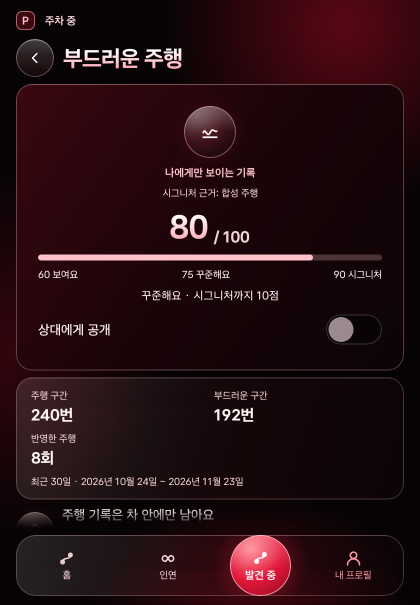 P 주차 중
부드러운 주행
나에게만 보이는 기록
시그니처 근거: 합성 주행
80 / 100
60 보여요 75 꾸준해요 90 시그니처
꾸준해요 · 시그니처까지 10점
상대에게 공개
주행 구간 부드러운 구간
240번 192번
반영한 주행
8회
최근 30일 · 2026년 10월 24일 ~ 2026년 11월 23일
주행 기록은 차 안에만 남아요
홈 인연 발견 중 내 프로필